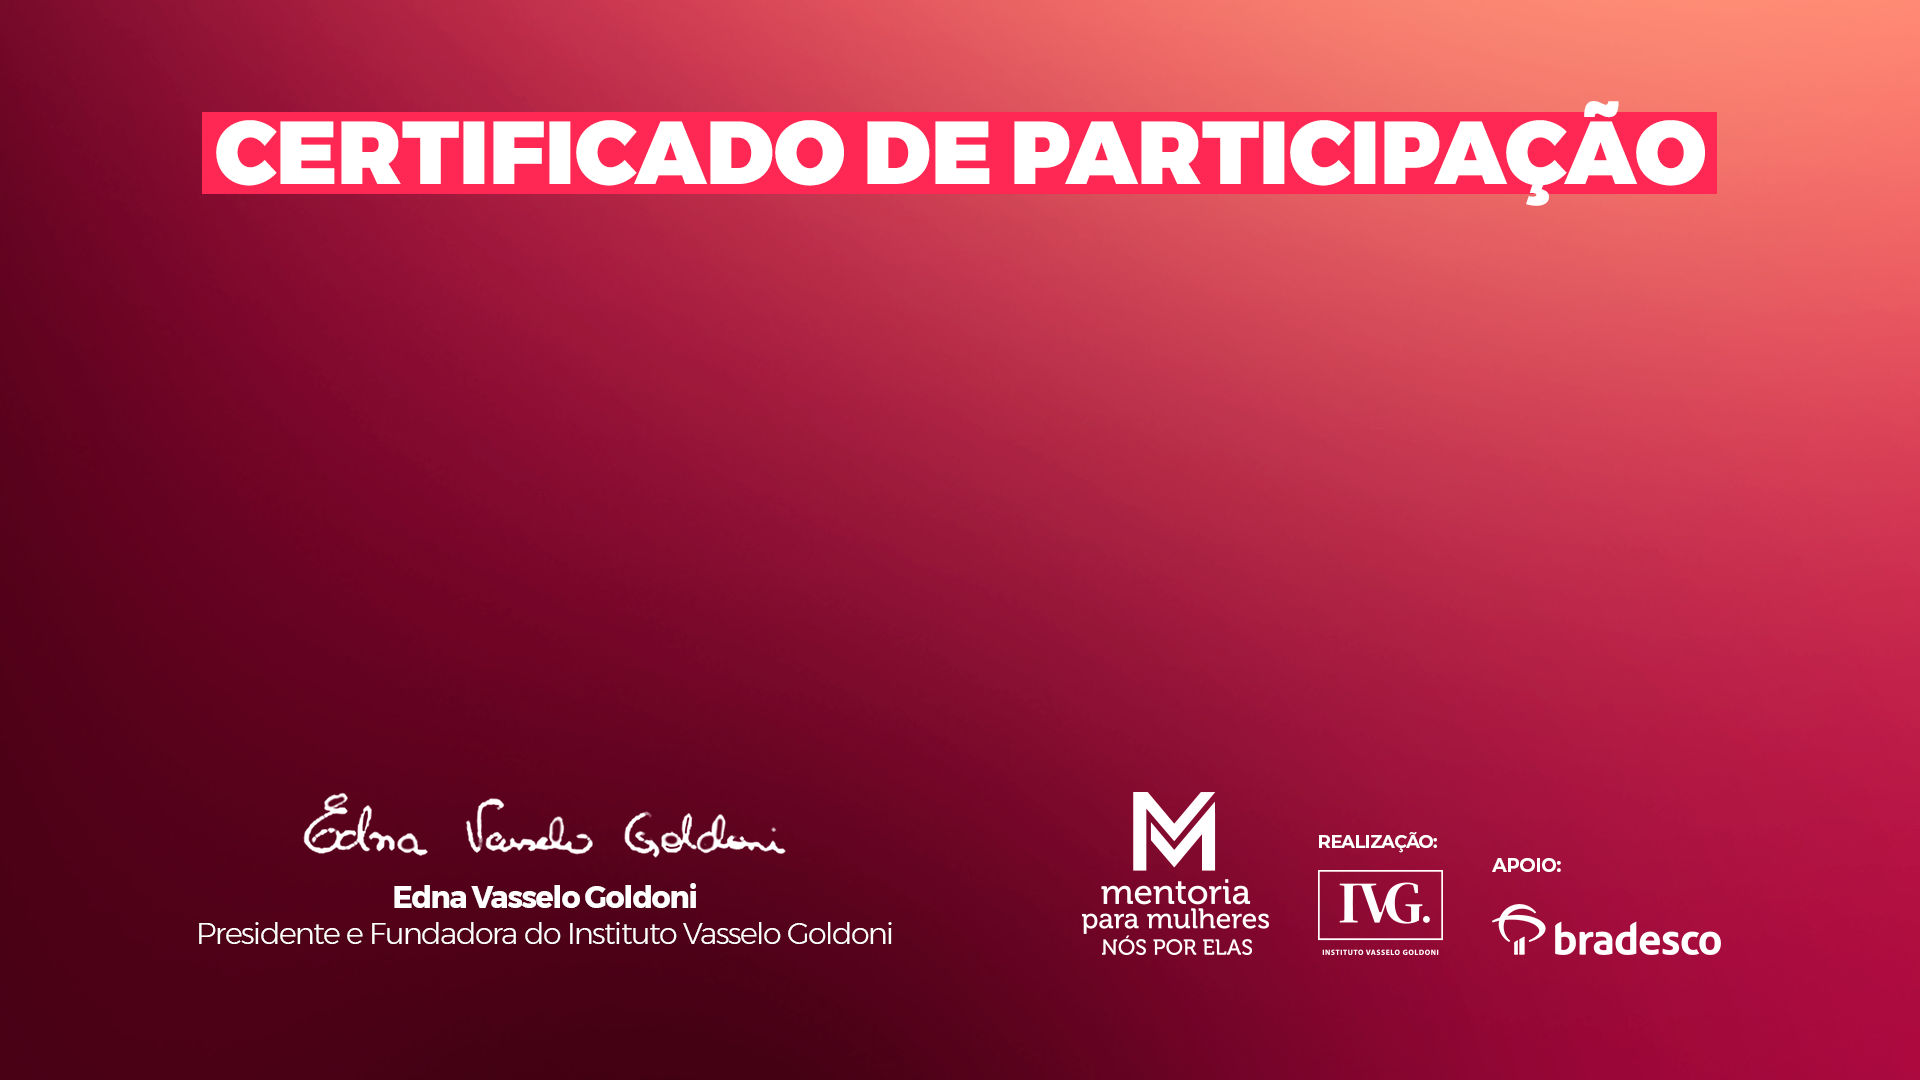 CERTIFICADO DE PARTICIPAÇÃO
Edna Vasselo Goldoni
Edna Vasselo Goldoni
Presidente e Fundadora do Instituto Vasselo Goldoni
mentoria
para mulheres
NÓS POR ELAS
REALIZAÇÃO:
IVG.
INSTITUTO VASSELO GOLDONI
APOIO:
bradesco